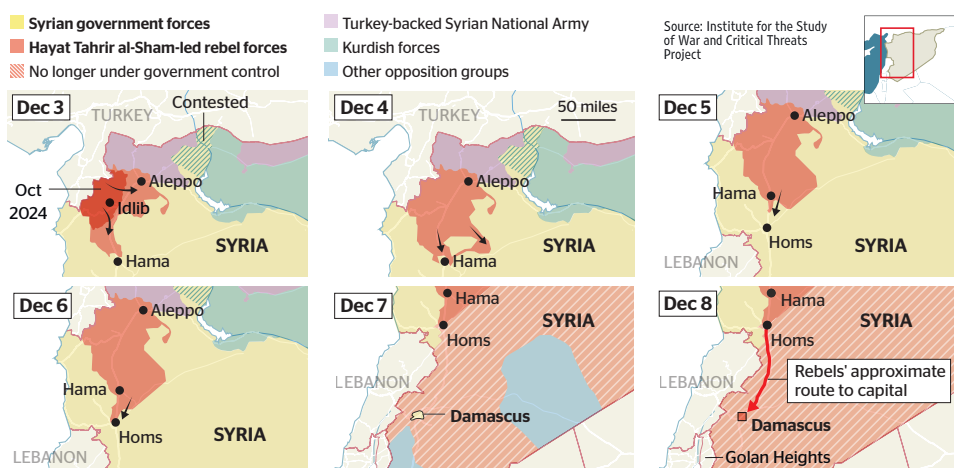 Syrian government forces
Hayat Tahrir al-Sham-led rebel forces
No longer under government control
Turkey-backed Syrian National Army
Kurdish forces
Other opposition groups
Source: Institute for the Study
of War and Critical Threats
Project
Dec 3
Contested
TURKEY
Oct
2024
Aleppo
Idlib
SYRIA
Hama
Dec 4
50 miles
TURKEY
Aleppo
SYRIA
Hama
Dec 5
Aleppo
Hama
Homs
SYRIA
LEBANON
Dec 6
Aleppo
Hama
Homs
SYRIA
LEBANON
Dec 7
Hama
SYRIA
Homs
LEBANON
Damascus
Dec 8
Hama
SYRIA
Homs
LEBANON
Rebels' approximate
route to capital
Damascus
Golan Heights